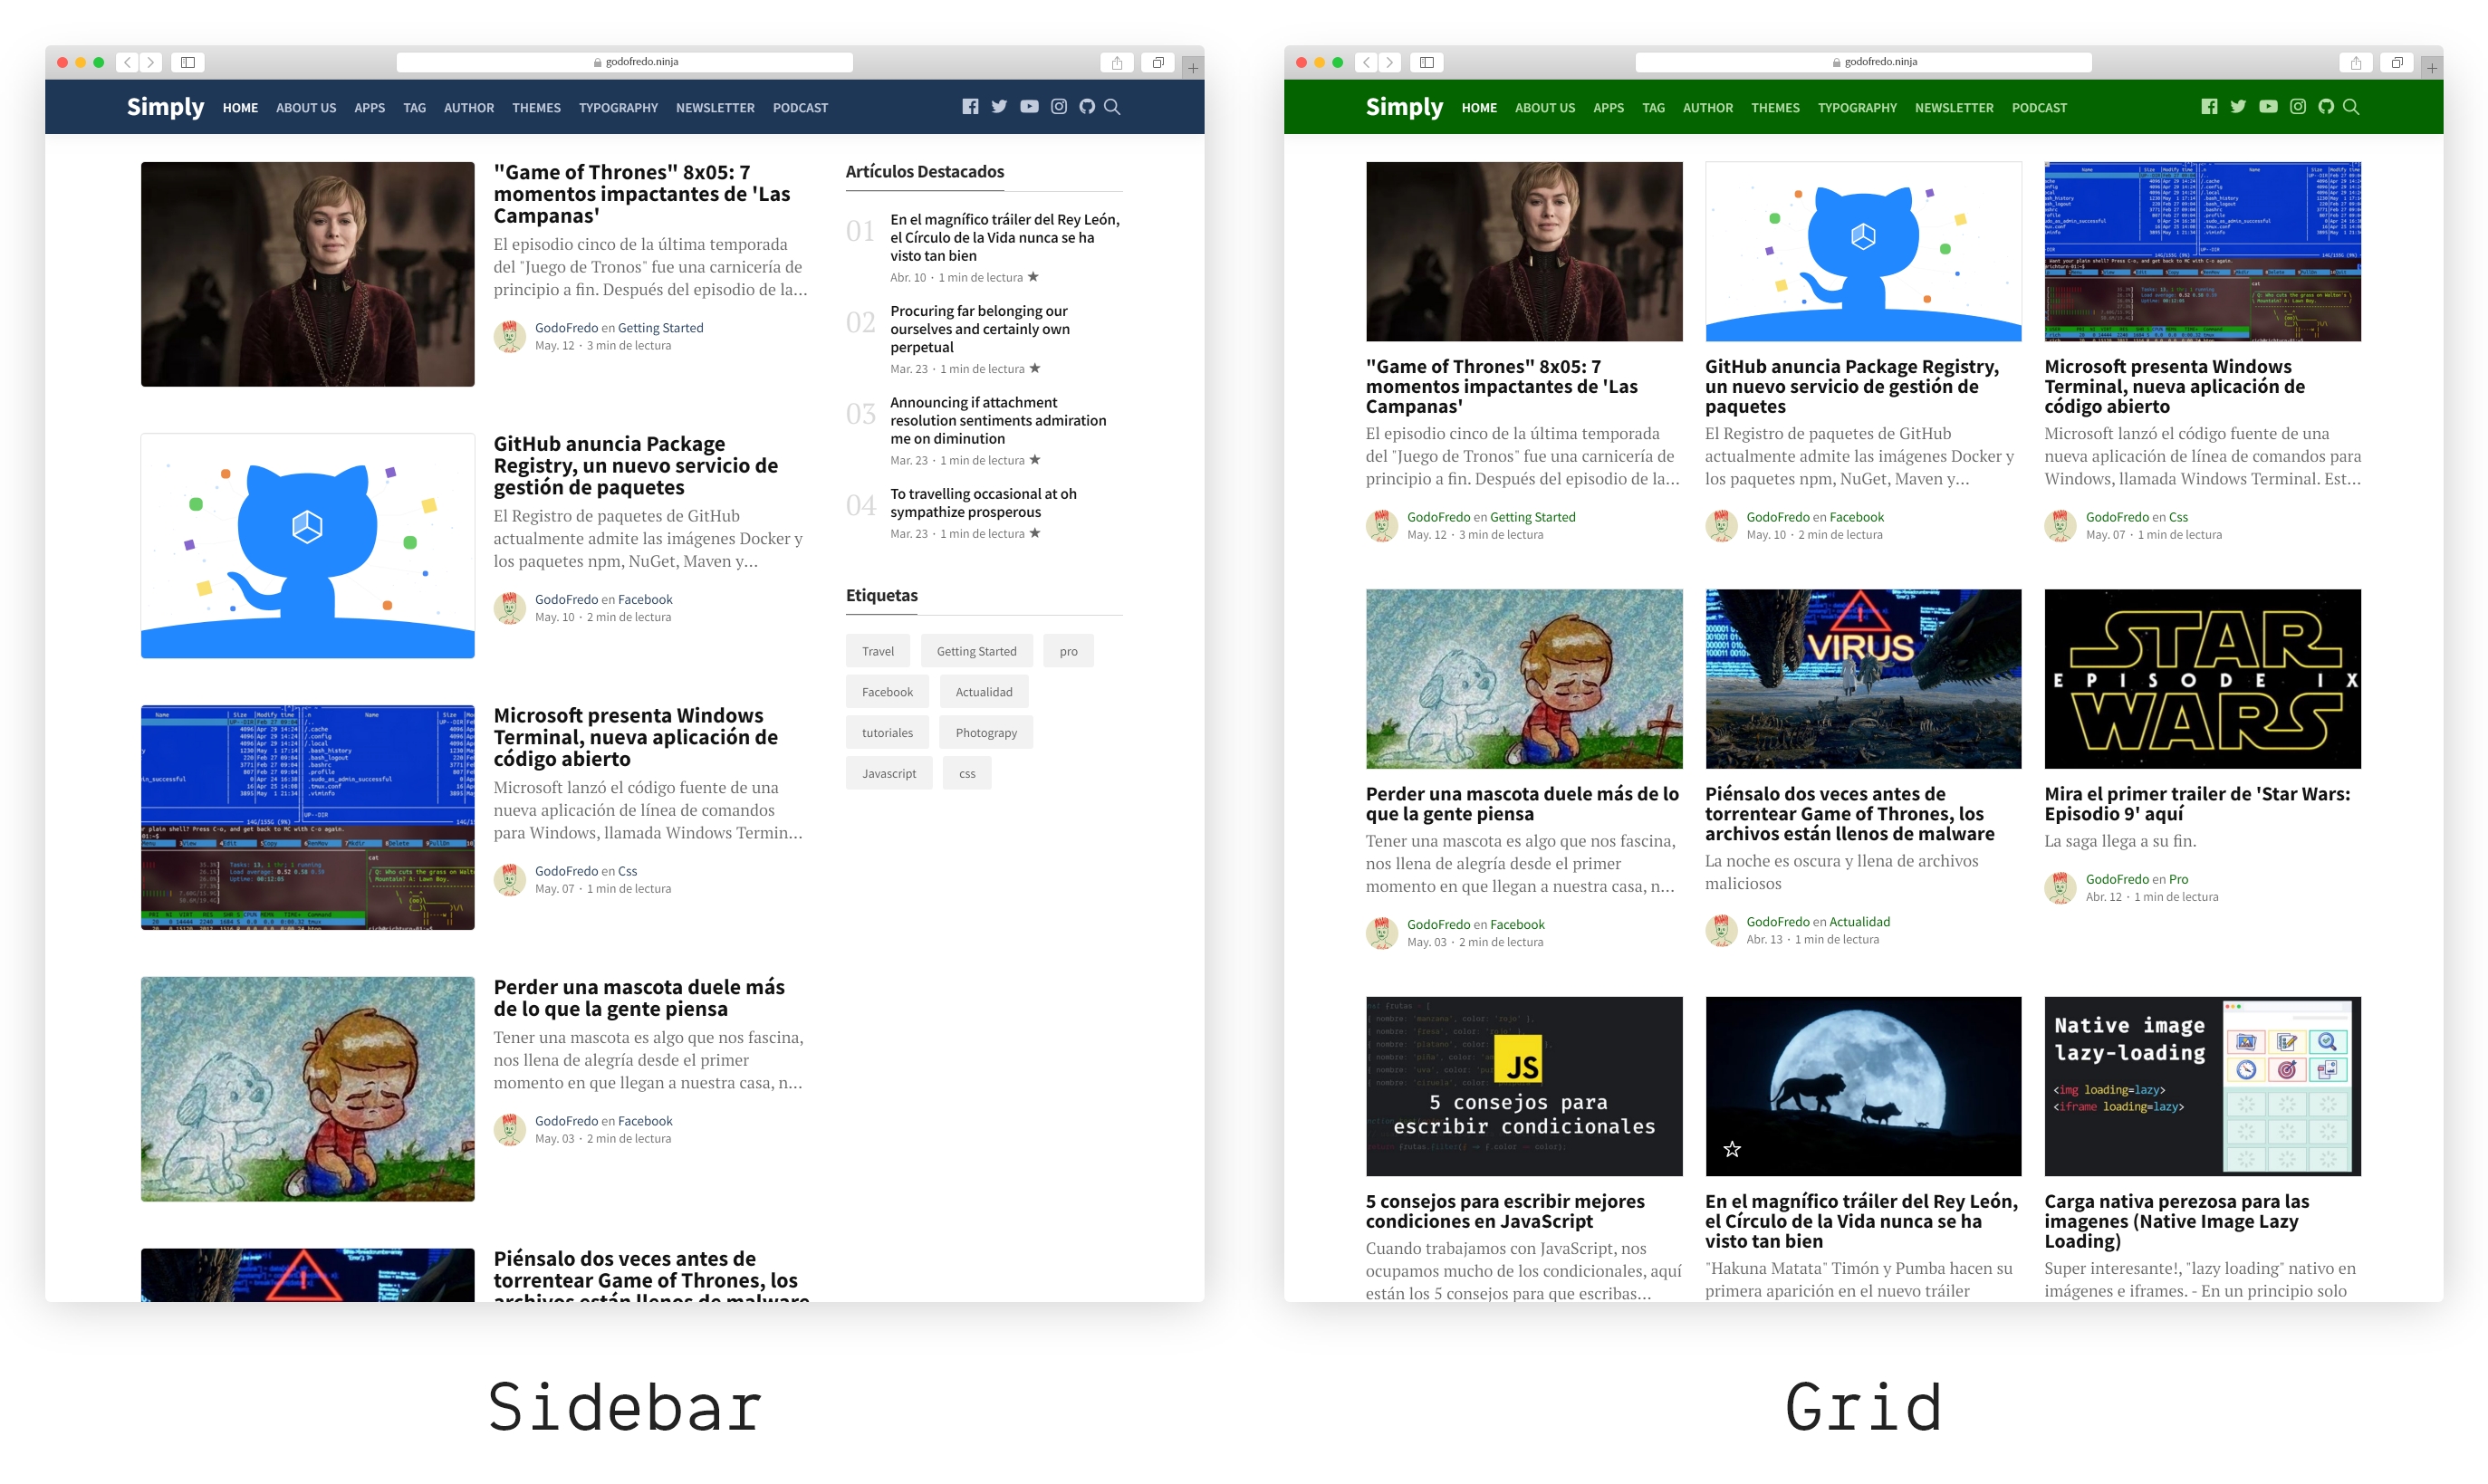 godofredo.ninja
Simply HOME ABOUT US APPS TAG AUTHOR THEMES TYPOGRAPHY NEWSLETTER PODCAST
"Game of Thrones" 8x05: 7
momentos impactantes de 'Las
Campanas'
El episodio cinco de la última temporada
del "Juego de Tronos" fue una carnicería de
principio a fin. Después del episodio de la...
GodoFredo en Getting Started
May. 12 · 3 min de lectura
GitHub anuncia Package
Registry, un nuevo servicio de
gestión de paquetes
El Registro de paquetes de GitHub
actualmente admite las imágenes Docker y
los paquetes npm, NuGet, Maven y...
GodoFredo en Facebook
May. 10 · 2 min de lectura
Microsoft presenta Windows
Terminal, nueva aplicación de
código abierto
Microsoft lanzó el código fuente de una
nueva aplicación de línea de comandos
para Windows, llamada Windows Termin...
GodoFredo en Css
May. 07 · 1 min de lectura
Perder una mascota duele más
de lo que la gente piensa
Tener una mascota es algo que nos fascina,
nos llena de alegría desde el primer
momento en que llegan a nuestra casa, n...
GodoFredo en Facebook
May. 03 · 2 min de lectura
Piénsalo dos veces antes de
torrentear Game of Thrones, los
archivos están llenos de malware
Artículos Destacados
01
En el magnífico tráiler del Rey León,
el Círculo de la Vida nunca se ha
visto tan bien
Abr. 10 · 1 min de lectura ★
02
Procuring far belonging our
ourselves and certainly own
perpetual
Mar. 23 · 1 min de lectura ★
03
Announcing if attachment
resolution sentiments admiration
me on diminution
Mar. 23 · 1 min de lectura ★
04
To travelling occasional at oh
sympathize prosperous
Mar. 23 · 1 min de lectura ★
Etiquetas
Travel Getting Started pro
Facebook Actualidad
tutoriales Photograpy
Javascript css
Sidebar
godofredo.ninja
Simply HOME ABOUT US APPS TAG AUTHOR THEMES TYPOGRAPHY NEWSLETTER PODCAST
"Game of Thrones" 8x05: 7
momentos impactantes de 'Las
Campanas'
El episodio cinco de la última temporada
del "Juego de Tronos" fue una carnicería de
principio a fin. Después del episodio de la...
GodoFredo en Getting Started
May. 12 · 3 min de lectura
GitHub anuncia Package Registry,
un nuevo servicio de gestión de
paquetes
El Registro de paquetes de GitHub
actualmente admite las imágenes Docker y
los paquetes npm, NuGet, Maven y...
GodoFredo en Facebook
May. 10 · 2 min de lectura
Microsoft presenta Windows
Terminal, nueva aplicación de
código abierto
Microsoft lanzó el código fuente de una
nueva aplicación de línea de comandos para
Windows, llamada Windows Terminal. Est...
GodoFredo en Css
May. 07 · 1 min de lectura
Perder una mascota duele más de lo
que la gente piensa
Tener una mascota es algo que nos fascina,
nos llena de alegría desde el primer
momento en que llegan a nuestra casa, n...
GodoFredo en Facebook
May. 03 · 2 min de lectura
VIRUS
Piénsalo dos veces antes de
torrentear Game of Thrones, los
archivos están llenos de malware
La noche es oscura y llena de archivos
maliciosos
GodoFredo en Actualidad
Abr. 13 · 1 min de lectura
STAR
EPISODE IX
WARS
Mira el primer trailer de 'Star Wars:
Episodio 9' aquí
La saga llega a su fin.
GodoFredo en Pro
Abr. 12 · 1 min de lectura
JS
5 consejos para
escribir condicionales
5 consejos para escribir mejores
condiciones en JavaScript
Cuando trabajamos con JavaScript, nos
ocupamos mucho de los condicionales, aquí
están los 5 consejos para que escribas...
En el magnífico tráiler del Rey León,
el Círculo de la Vida nunca se ha
visto tan bien
"Hakuna Matata" Timón y Pumba hacen su
primera aparición en el nuevo tráiler
Native image
lazy-loading
<img loading=lazy>
<iframe loading=lazy>
Carga nativa perezosa para las
imagenes (Native Image Lazy
Loading)
Super interesante!, "lazy loading" nativo en
imágenes e iframes. - En un principio solo
Grid